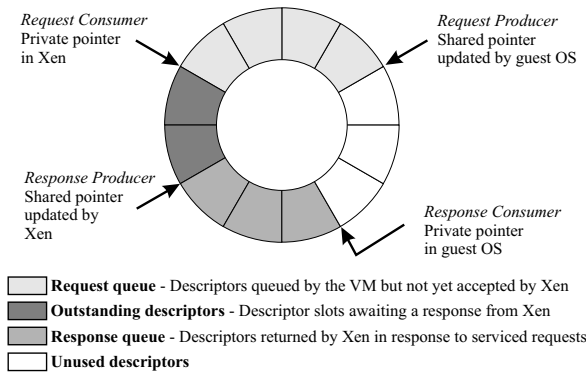 Request Consumer
Private pointer
in Xen
Request Producer
Shared pointer
updated by guest OS
Response Producer
Shared pointer
updated by
Xen
Response Consumer
Private pointer
in guest OS
Request queue - Descriptors queued by the VM but not yet accepted by Xen
Outstanding descriptors - Descriptor slots awaiting a response from Xen
Response queue - Descriptors returned by Xen in response to serviced requests
Unused descriptors